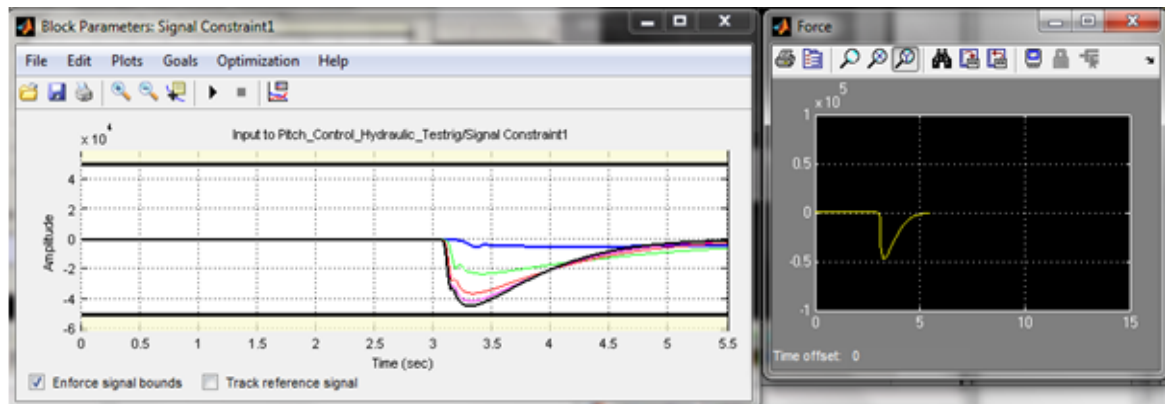 Block Parameters: Signal Constraint1
File Edit Plots Goals Optimization Help
x 10 4
Input to Pitch_Control_Hydraulic_Testrig/Signal Constraint1
Amplitude
4
2
0
-2
-4
-6
0 0.5 1 1.5 2 2.5 3 3.5 4 4.5 5 5.5
Time (sec)
Enforce signal bounds Track reference signal
Force
x 10 5
1
0.5
0
-0.5
-1
0 5 10 15
Time offset: 0